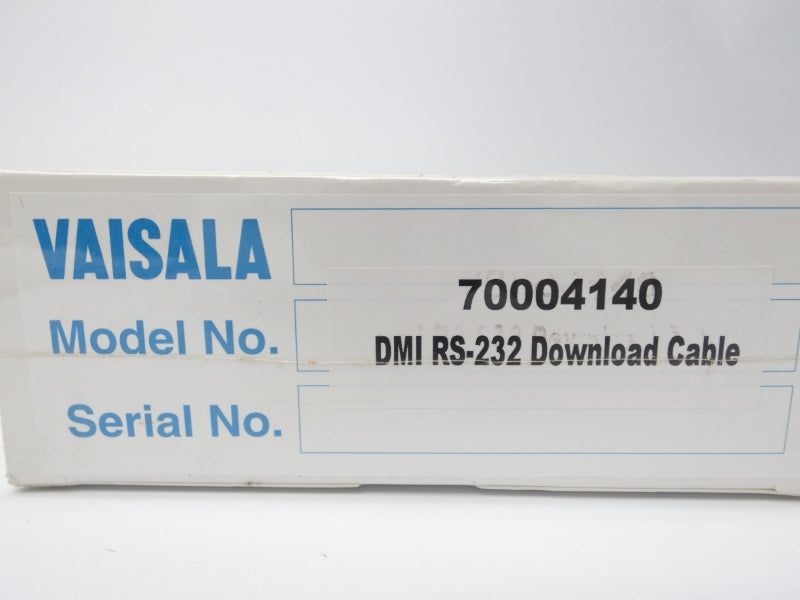 VAISALA
70004140
Model No.
DMI RS-232 Download Cable
Serial No.